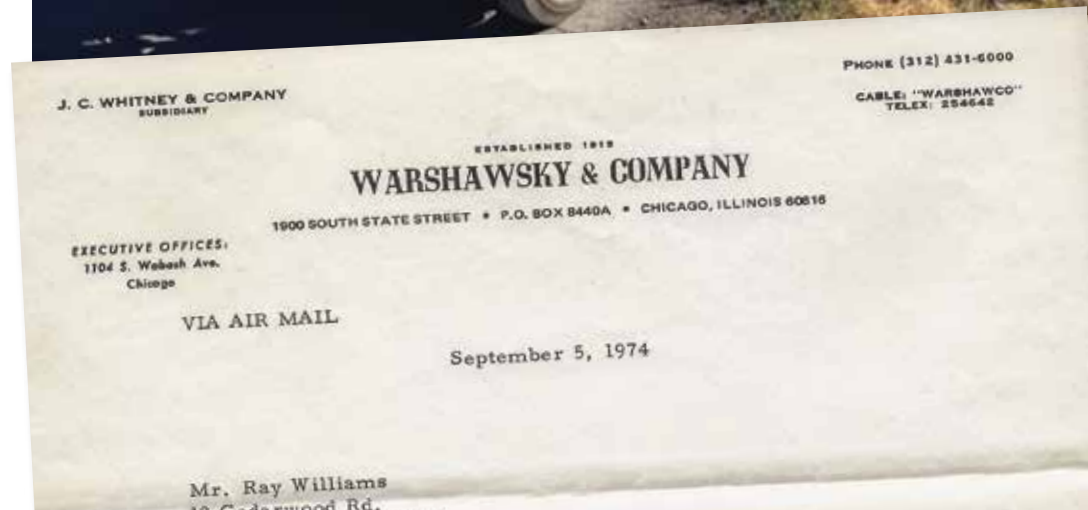 J. C. WHITNEY & COMPANY
SUBSIDIARY
PHONE (312) 431-6000
CABLE: "WARSHAWCO"
TELEX: 254642
ESTABLISHED 1915
WARSHAWSKY & COMPANY
1900 SOUTH STATE STREET • P.O. BOX 8440A • CHICAGO, ILLINOIS 60616
EXECUTIVE OFFICES:
1104 S. Wabash Ave.
Chicago
VIA AIR MAIL
September 5, 1974
Mr. Ray Williams
Cedarwood Rd.